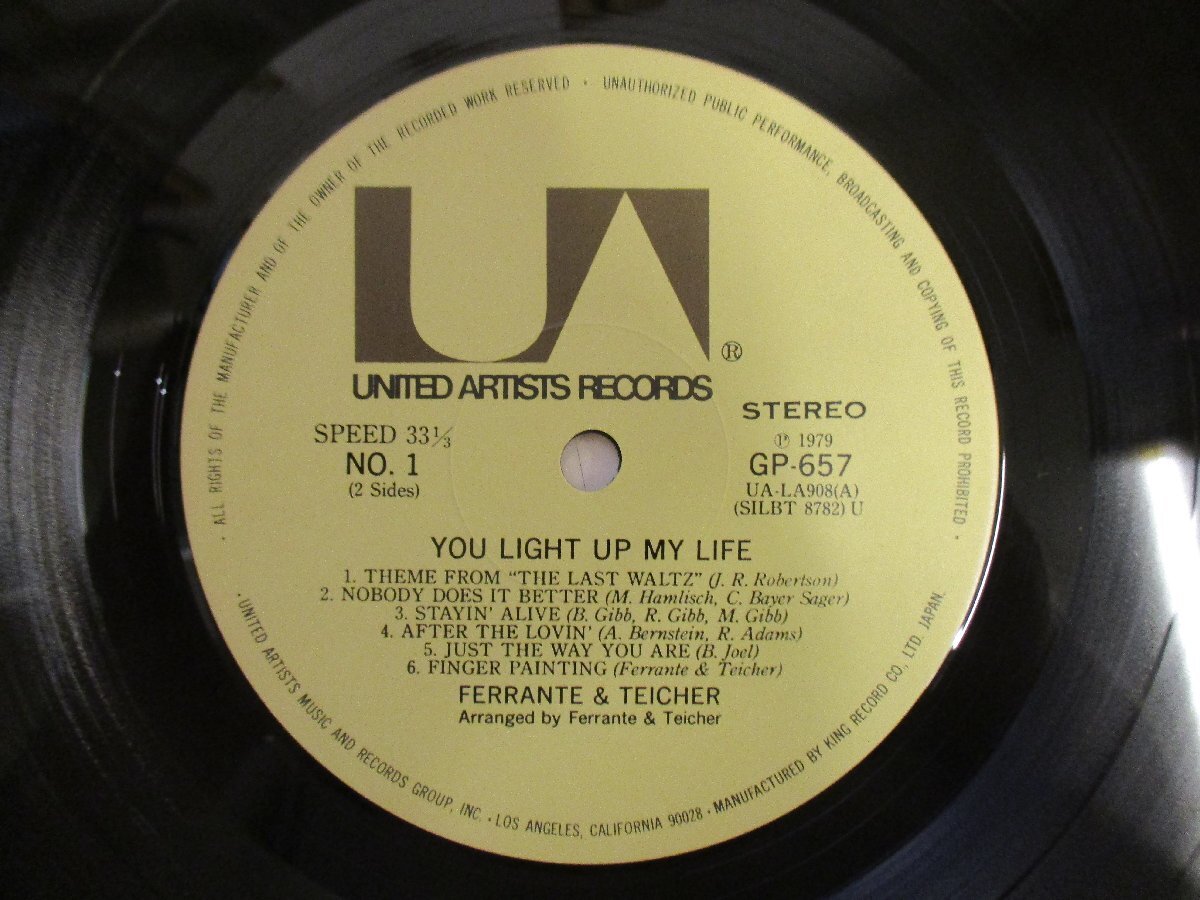 · ALL RIGHTS OF THE MANUFACTURER AND OF THE OWNER OF THE RECORDED WORK RESERVED · UNAUTHORIZED PUBLIC PERFORMANCE, BROADCASTING AND COPYING OF THIS RECORD PROHIBITED ·
UA®
UNITED ARTISTS RECORDS
SPEED 33⅓
NO. 1
(2 Sides)
STEREO
℗ 1979
GP-657
UA-LA908(A)
(SILBT 8782) U
YOU LIGHT UP MY LIFE
1. THEME FROM "THE LAST WALTZ" (J. R. Robertson)
2. NOBODY DOES IT BETTER (M. Hamlisch, C. Bayer Sager)
3. STAYIN' ALIVE (B. Gibb, R. Gibb, M. Gibb)
4. AFTER THE LOVIN' (A. Bernstein, R. Adams)
5. JUST THE WAY YOU ARE (B. Joel)
6. FINGER PAINTING (Ferrante & Teicher)
FERRANTE & TEICHER
Arranged by Ferrante & Teicher
· UNITED ARTISTS MUSIC AND RECORDS GROUP, INC. · LOS ANGELES, CALIFORNIA 90028 · MANUFACTURED BY KING RECORD CO., LTD. JAPAN.